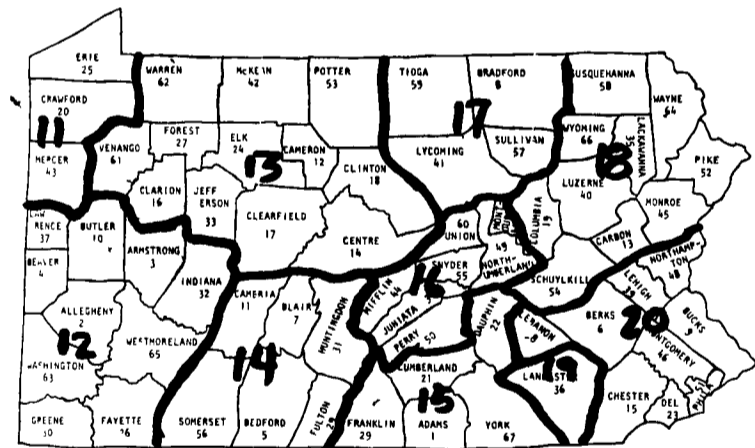 ERIE
25
CRAWFORD
20
11
MERCER
43
WARREN
62
McKEAN
42
POTTER
53
TIOGA
59
BRADFORD
8
17
SUSQUEHANNA
58
WAYNE
64
VENANGO
61
FOREST
27
ELK
24
13
CAMERON
12
CLINTON
18
LYCOMING
41
SULLIVAN
57
WYOMING
66
LACKAWANNA
35
18
PIKE
52
LUZERNE
40
MONROE
45
CLARION
16
JEFF
ERSON
33
CLEARFIELD
17
CENTRE
14
60
UNION
49
NORTH-
UMBERLAND
COLUMBIA
19
CARBON
13
NORTHAMP-
TON
48
RENCE
37
BUTLER
10
ARMSTRONG
3
INDIANA
32
BEAVER
4
ALLEGHENY
2
12
WASHINGTON
63
WESTMORELAND
65
GREENE
30
FAYETTE
26
CAMERIA
11
BLAIR
7
HUNTINGDON
31
14
SOMERSET
56
BEDFORD
5
FULTON
29
MIFFLIN
44
SNYDER
55
16
JUNIATA
PERRY
50
DAUPHIN
22
SCHUYLKILL
54
LEBANON
LEHIGH
39
BERKS
6
20
BUCKS
9
MONTGOMERY
46
CUMBERLAND
21
15
FRANKLIN
29
ADAMS
1
YORK
67
19
LANCASTER
36
CHESTER
15
DEL
23